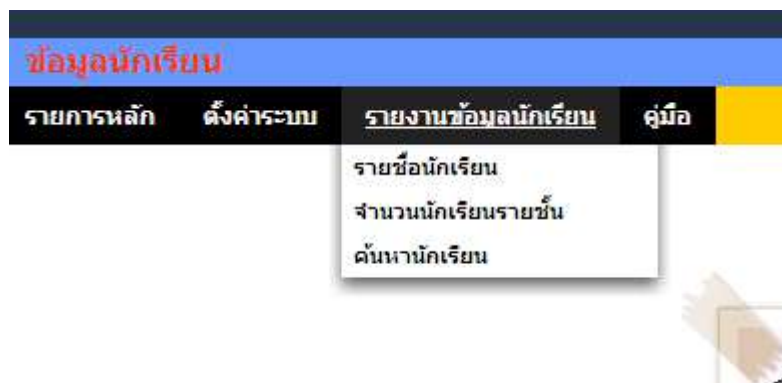 ข้อมูลนักเรียน
รายการหลัก ตั้งค่าระบบ รายงานข้อมูลนักเรียน คู่มือ
รายชื่อนักเรียน
จำนวนนักเรียนรายชั้น
ค้นหานักเรียน